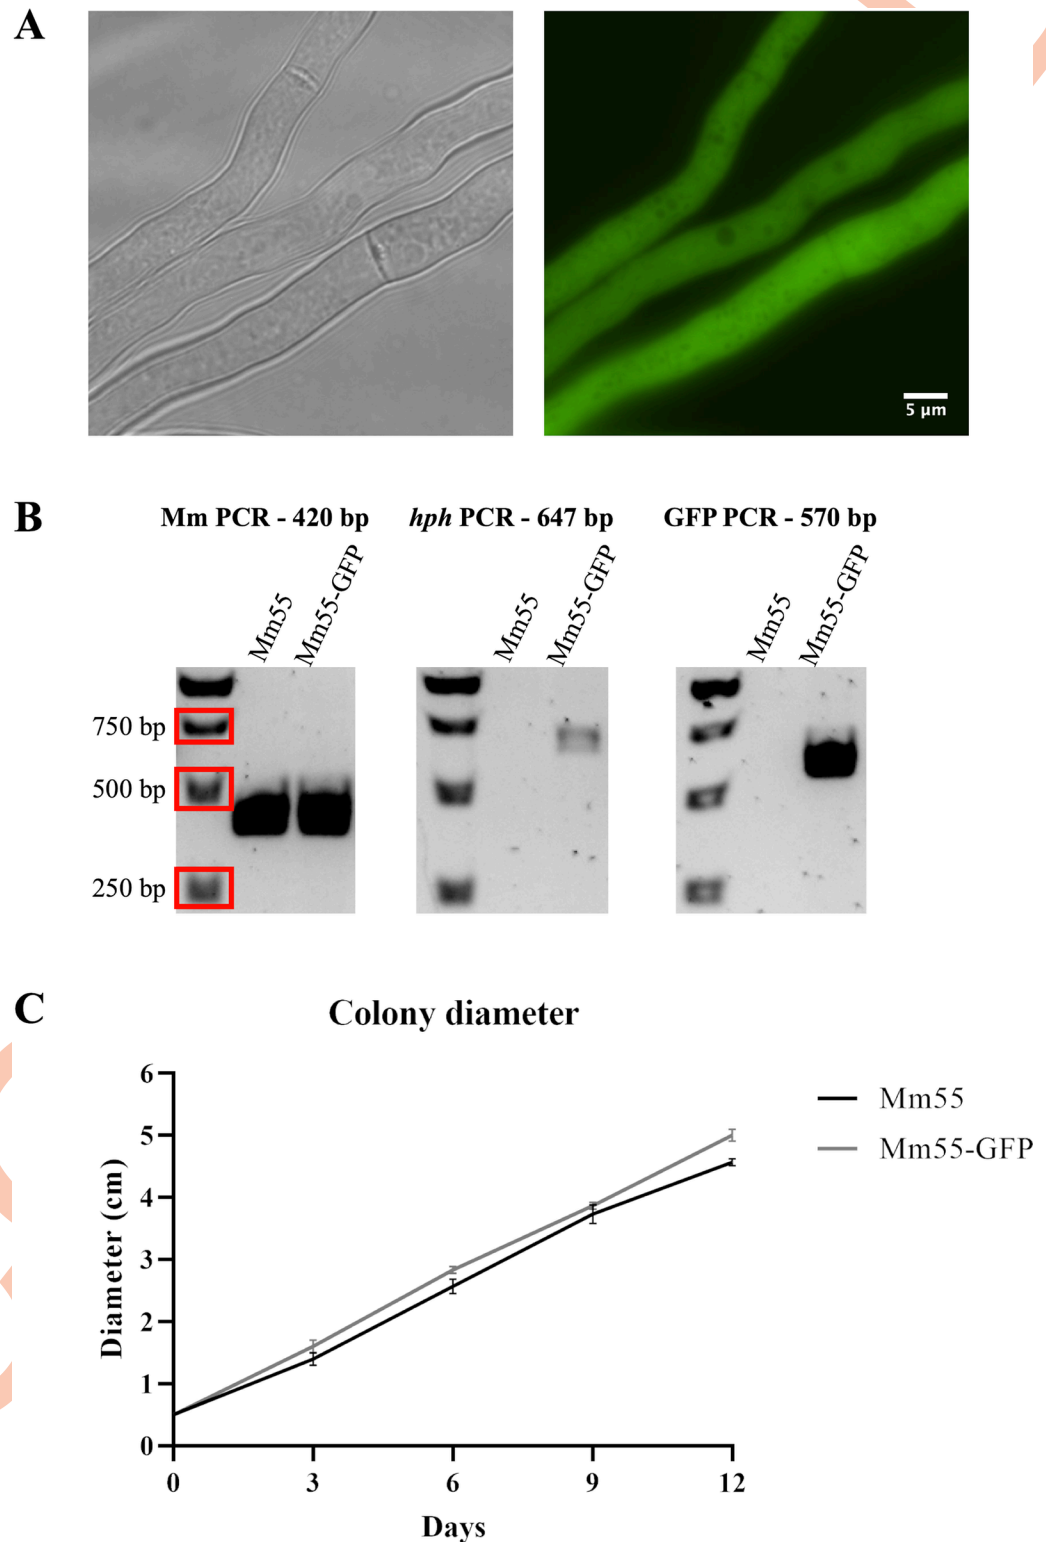 A
5 µm
B
Mm PCR - 420 bp
hph PCR - 647 bp
GFP PCR - 570 bp
Mm55
Mm55-GFP
Mm55
Mm55-GFP
Mm55
Mm55-GFP
750 bp
500 bp
250 bp
C
Colony diameter
6
5
4
3
2
1
0
Diameter (cm)
0 3 6 9 12
Days
Mm55
Mm55-GFP